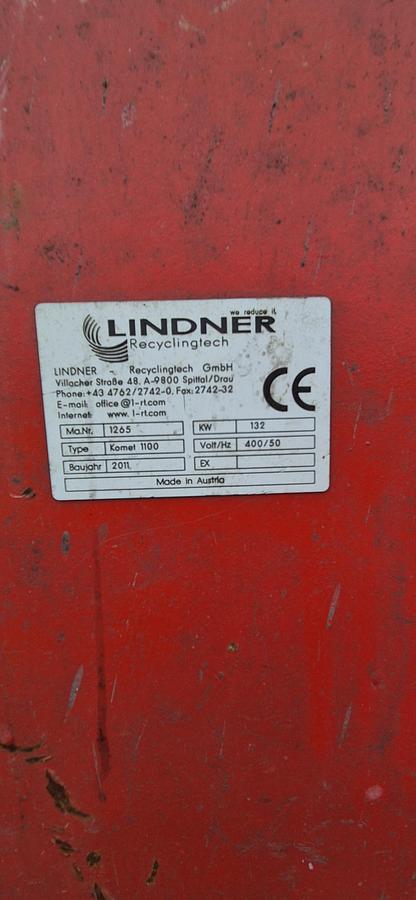 we reduce it.
LINDNER
Recyclingtech
LINDNER - Recyclingtech GmbH
Villacher Straße 48, A-9800 Spittal/Drau
Phone:+43 4762/2742-0, Fax:2742-32
E-mail: office@l-rt.com
Internet: www. l-rt.com
CE
Ma.Nr. 1265 KW 132
Type Komet 1100 Volt/Hz 400/50
Baujahr 2011 EX
Made in Austria